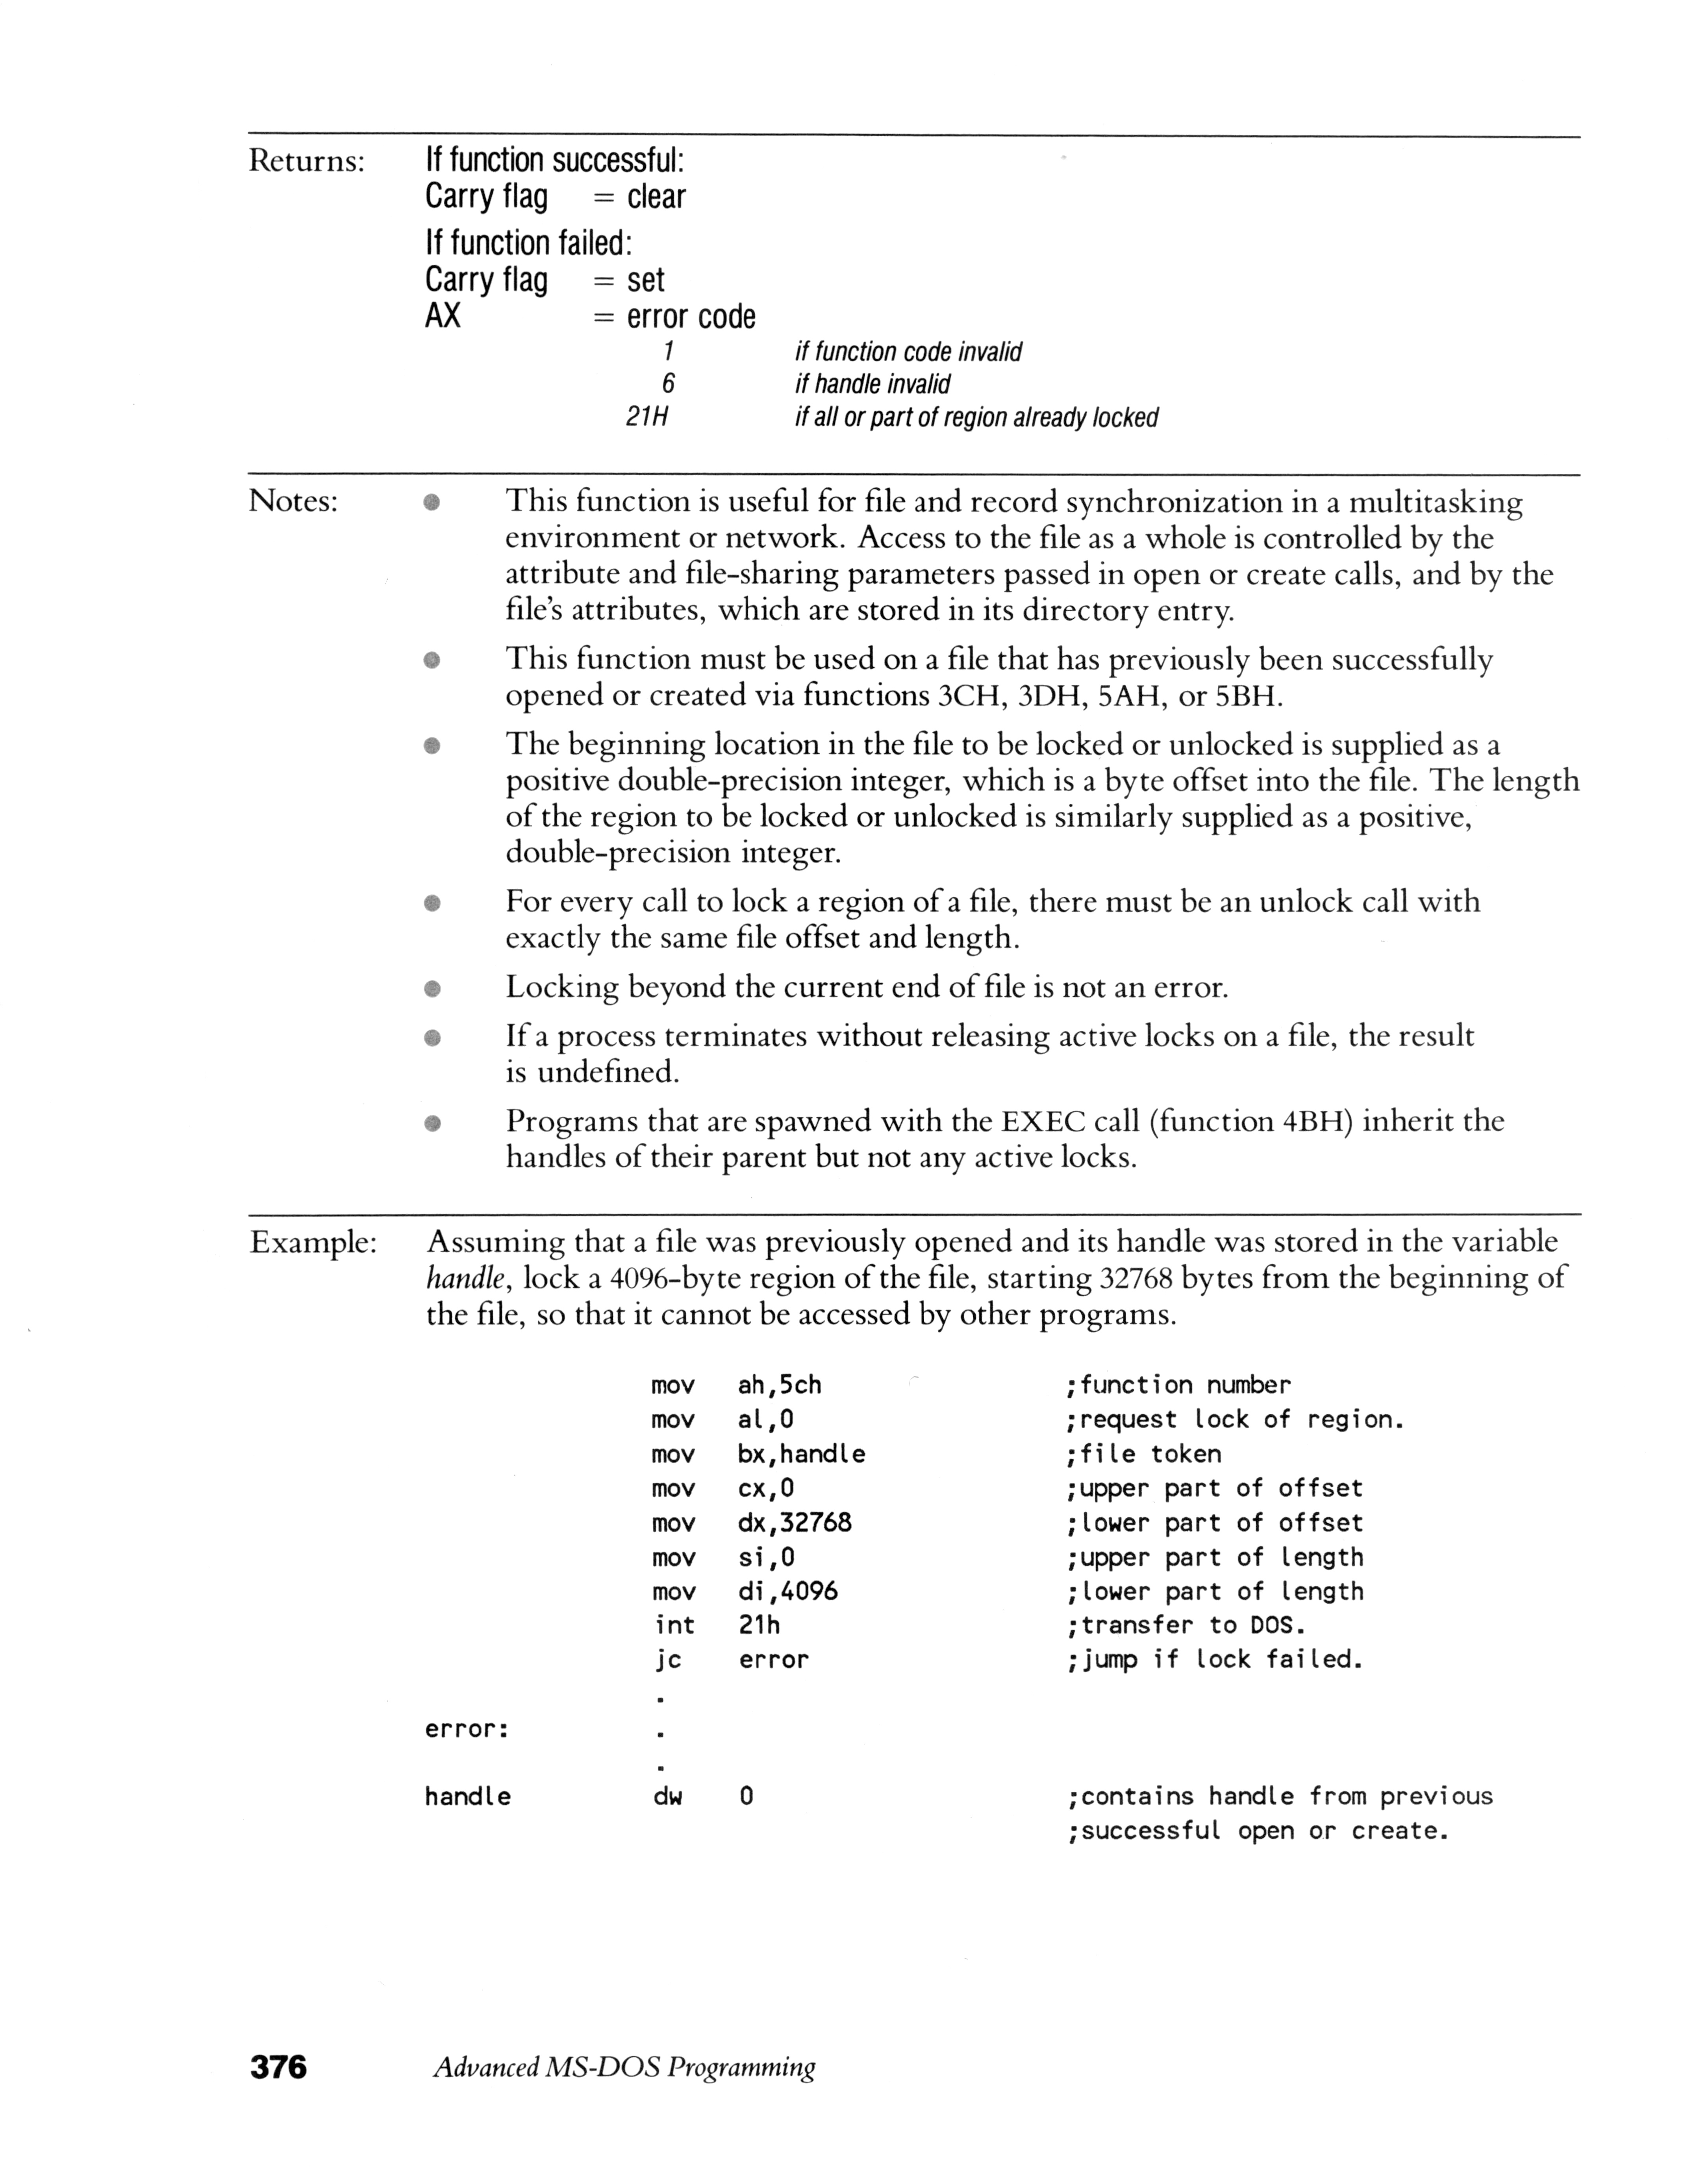 Returns: If function successful:
Carry flag = clear
If function failed:
Carry flag = set
AX = error code
1 if function code invalid
6 if handle invalid
21H if all or part of region already locked
Notes: ● This function is useful for file and record synchronization in a multitasking
environment or network. Access to the file as a whole is controlled by the
attribute and file-sharing parameters passed in open or create calls, and by the
file's attributes, which are stored in its directory entry.
● This function must be used on a file that has previously been successfully
opened or created via functions 3CH, 3DH, 5AH, or 5BH.
● The beginning location in the file to be locked or unlocked is supplied as a
positive double-precision integer, which is a byte offset into the file. The length
of the region to be locked or unlocked is similarly supplied as a positive,
double-precision integer.
● For every call to lock a region of a file, there must be an unlock call with
exactly the same file offset and length.
● Locking beyond the current end of file is not an error.
● If a process terminates without releasing active locks on a file, the result
is undefined.
● Programs that are spawned with the EXEC call (function 4BH) inherit the
handles of their parent but not any active locks.
Example: Assuming that a file was previously opened and its handle was stored in the variable
handle, lock a 4096-byte region of the file, starting 32768 bytes from the beginning of
the file, so that it cannot be accessed by other programs.
mov ah,5ch ;function number
mov al,0 ;request lock of region.
mov bx,handle ;file token
mov cx,0 ;upper part of offset
mov dx,32768 ;lower part of offset
mov si,0 ;upper part of length
mov di,4096 ;lower part of length
int 21h ;transfer to DOS.
jc error ;jump if lock failed.
.
error: .
.
handle dw 0 ;contains handle from previous
;successful open or create.
376 Advanced MS-DOS Programming